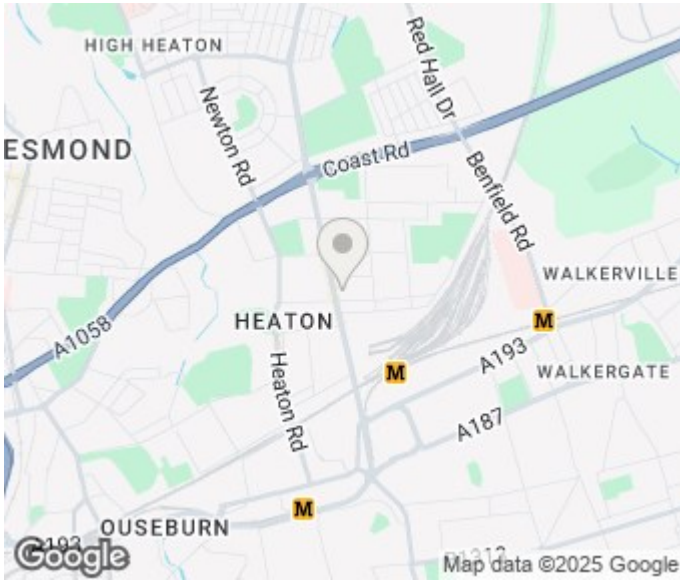 HIGH HEATON
Red Hall Dr
Newton Rd
ESMOND
Coast Rd
Benfield Rd
WALKERVILLE
HEATON
M
A1058
M
A193
WALKERGATE
Heaton Rd
A187
M
OUSEBURN
Google
Map data ©2025 Google